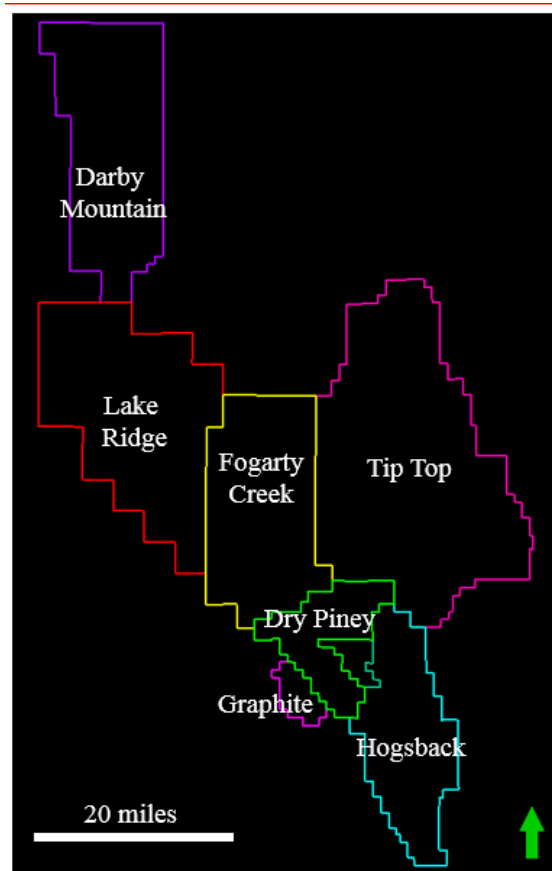 Darby
Mountain
Lake
Ridge
Fogarty
Creek
Tip Top
Dry Piney
Graphite
Hogsback
20 miles